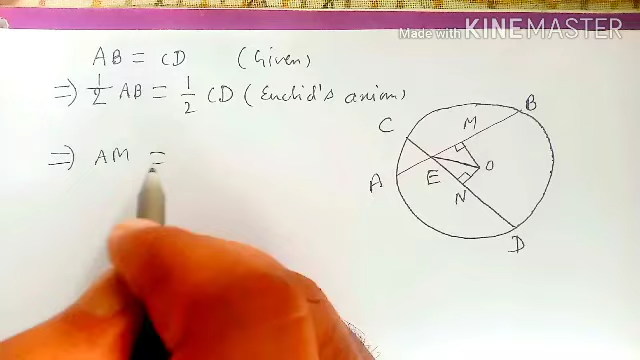 Made with KINEMASTER
AB = CD (Given)
⇒ 1/2 AB = 1/2 CD (Euclid's axiom)
⇒ AM =
B
C
M
A
E
O
N
D